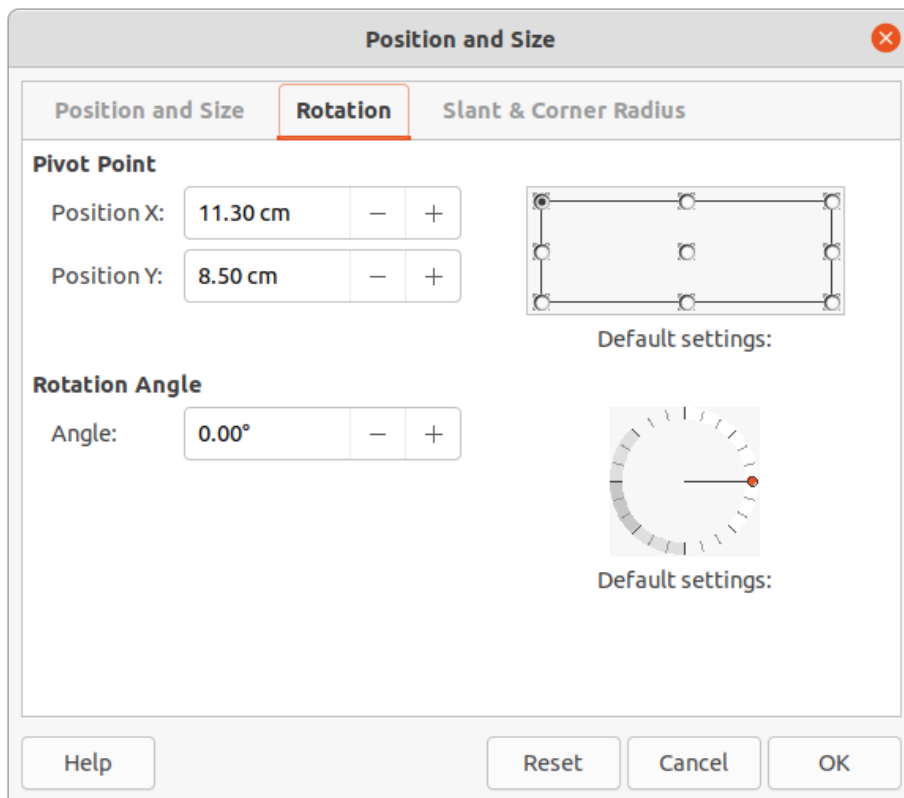 Position and Size
Position and Size Rotation Slant & Corner Radius
Pivot Point
Position X: 11.30 cm − +
Position Y: 8.50 cm − +
Default settings:
Rotation Angle
Angle: 0.00° − +
Default settings:
Help Reset Cancel OK